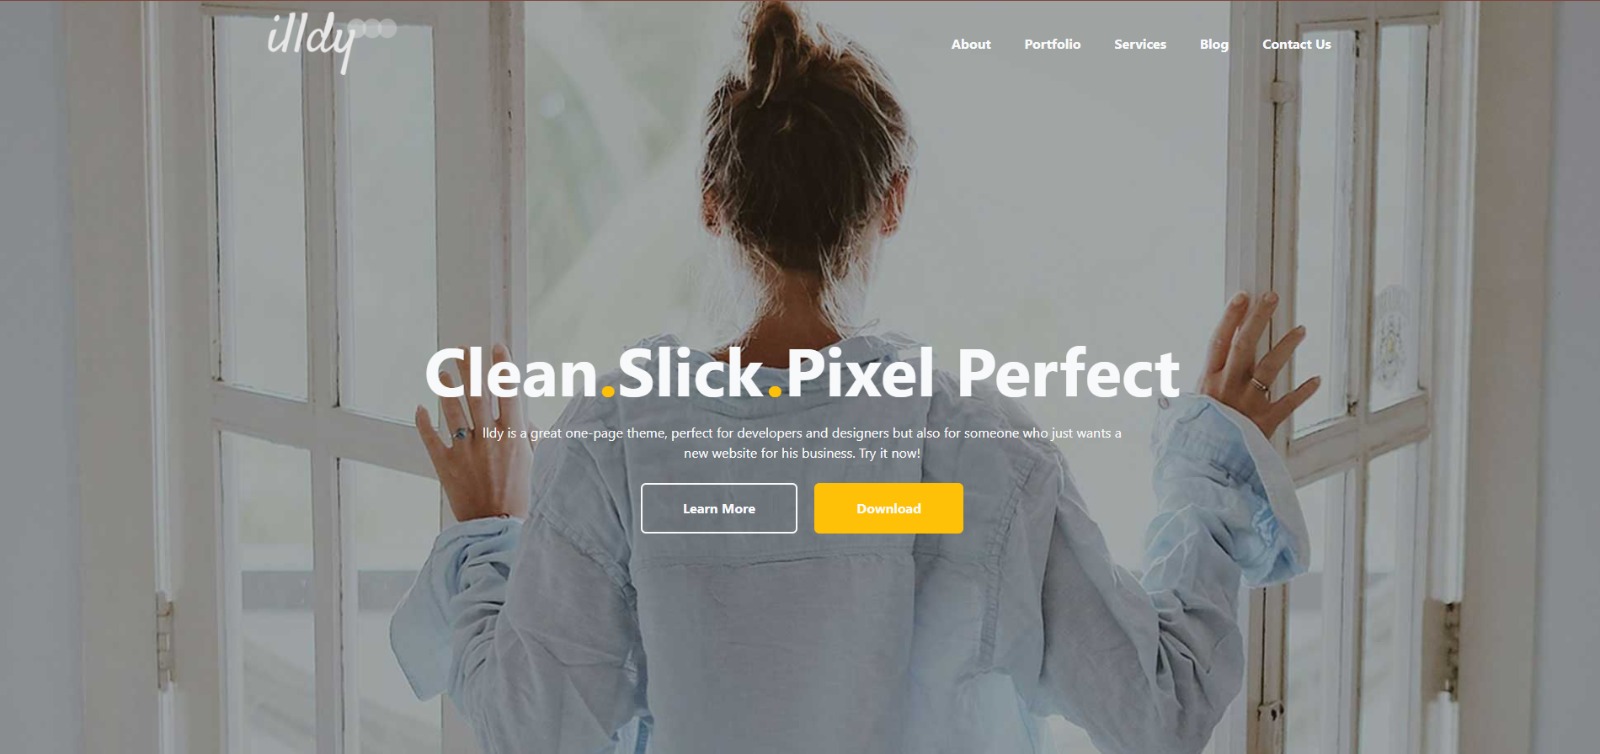 illdy
About Portfolio Services Blog Contact Us
Clean.Slick.Pixel Perfect
lldy is a great one-page theme, perfect for developers and designers but also for someone who just wants a
new website for his business. Try it now!
Learn More Download